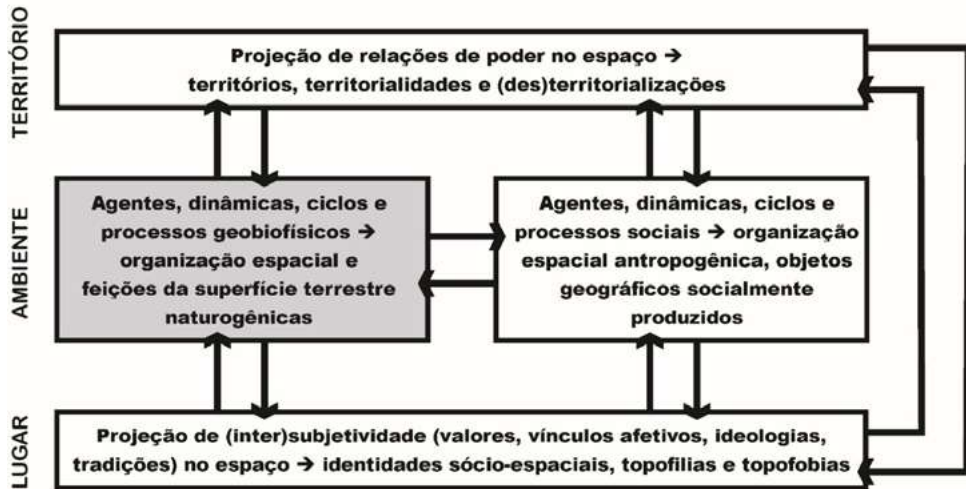 TERRITÓRIO
Projeção de relações de poder no espaço →
territórios, territorialidades e (des)territorializações
AMBIENTE
Agentes, dinâmicas, ciclos e
processos geobiofísicos →
organização espacial e
feições da superfície terrestre
naturogênicas
Agentes, dinâmicas, ciclos e
processos sociais → organização
espacial antropogênica, objetos
geográficos socialmente
produzidos
LUGAR
Projeção de (inter)subjetividade (valores, vínculos afetivos, ideologias,
tradições) no espaço → identidades sócio-espaciais, topofilias e topofobias